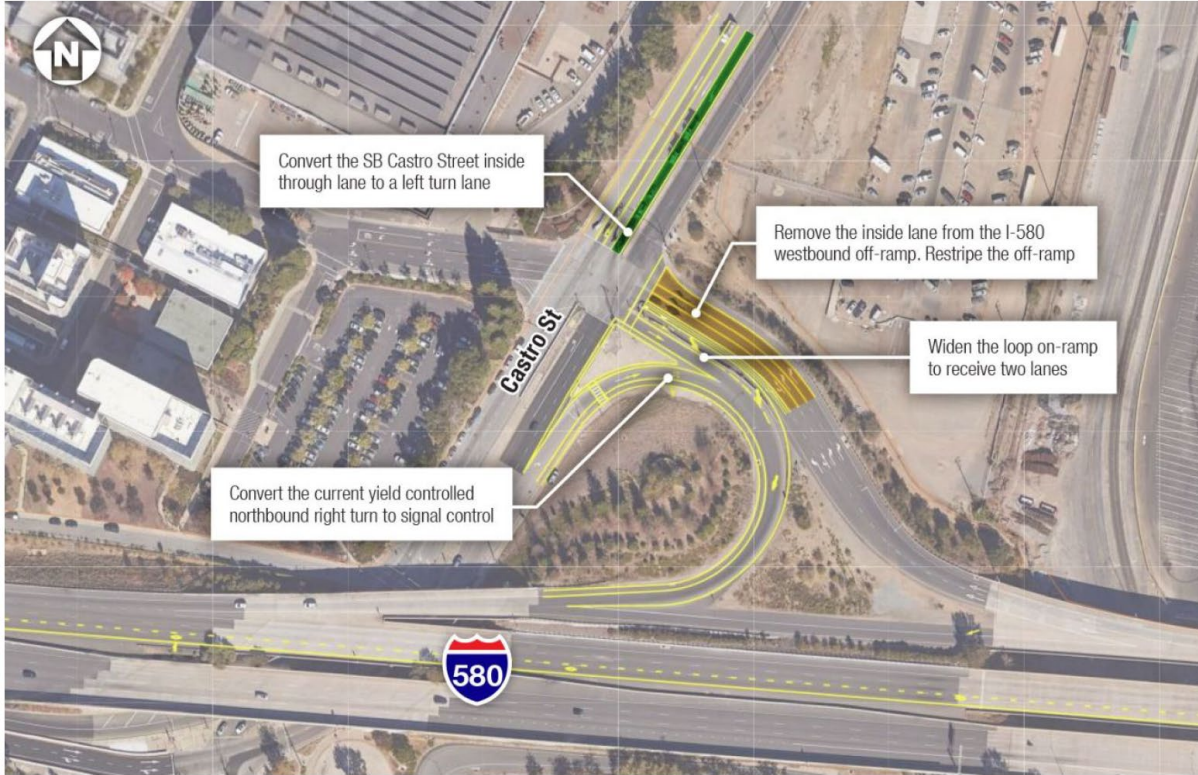 N
Convert the SB Castro Street inside
through lane to a left turn lane
Remove the inside lane from the I-580
westbound off-ramp. Restripe the off-ramp
Widen the loop on-ramp
to receive two lanes
Castro St
Convert the current yield controlled
northbound right turn to signal control
580